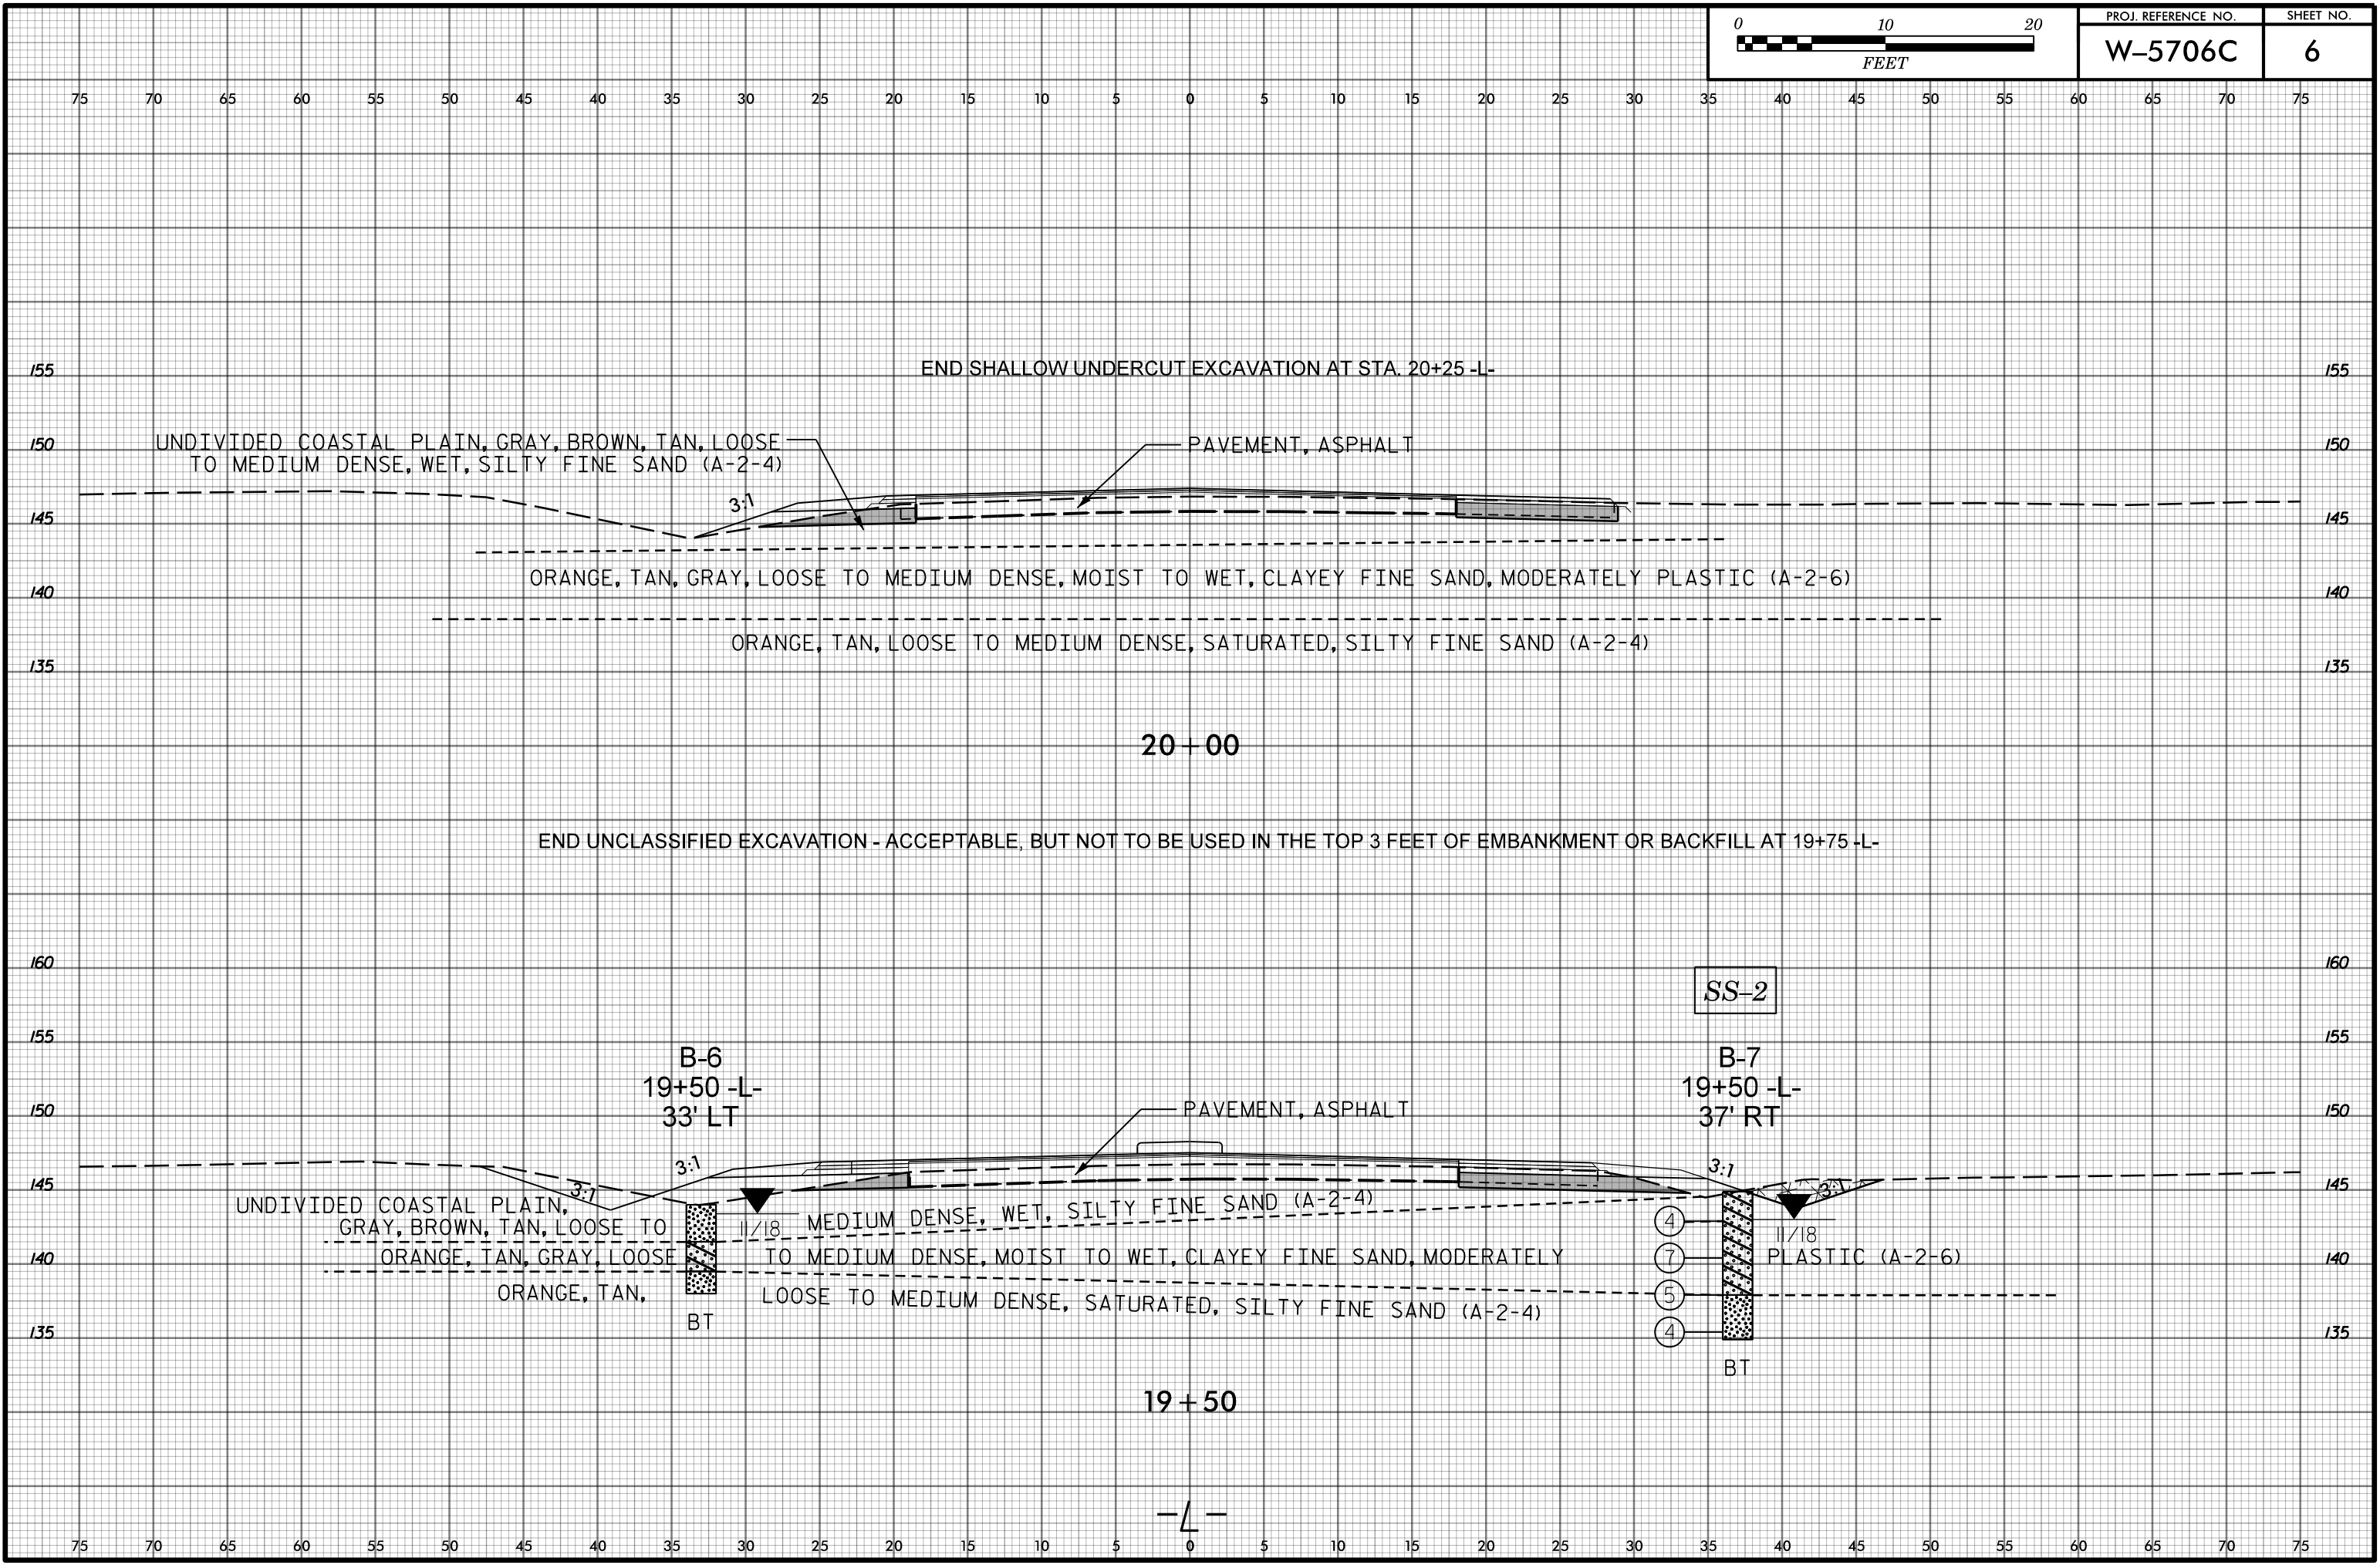 0 10 20
FEET
PROJ. REFERENCE NO.
W–5706C
SHEET NO.
6
75 70 65 60 55 50 45 40 35 30 25 20 15 10 5 0 5 10 15 20 25 30 35 40 45 50 55 60 65 70 75
155 END SHALLOW UNDERCUT EXCAVATION AT STA. 20+25 -L- 155
150 150
UNDIVIDED COASTAL PLAIN, GRAY, BROWN, TAN, LOOSE
TO MEDIUM DENSE, WET, SILTY FINE SAND (A-2-4)
PAVEMENT, ASPHALT
3:1
145 145
ORANGE, TAN, GRAY, LOOSE TO MEDIUM DENSE, MOIST TO WET, CLAYEY FINE SAND, MODERATELY PLASTIC (A-2-6)
140 140
ORANGE, TAN, LOOSE TO MEDIUM DENSE, SATURATED, SILTY FINE SAND (A-2-4)
135 135
20+00
END UNCLASSIFIED EXCAVATION - ACCEPTABLE, BUT NOT TO BE USED IN THE TOP 3 FEET OF EMBANKMENT OR BACKFILL AT 19+75 -L-
160 160
SS–2
155 155
B-6
19+50 -L-
33' LT
B-7
19+50 -L-
37' RT
150 150
PAVEMENT, ASPHALT
3:1 3:1
3:1 3:1
145 145
UNDIVIDED COASTAL PLAIN,
GRAY, BROWN, TAN, LOOSE TO MEDIUM DENSE, WET, SILTY FINE SAND (A-2-4)
11/18 11/18
4
ORANGE, TAN, GRAY, LOOSE TO MEDIUM DENSE, MOIST TO WET, CLAYEY FINE SAND, MODERATELY PLASTIC (A-2-6)
7
140 140
ORANGE, TAN, LOOSE TO MEDIUM DENSE, SATURATED, SILTY FINE SAND (A-2-4)
5
4
135 135
BT BT
19+50
-L-
75 70 65 60 55 50 45 40 35 30 25 20 15 10 5 0 5 10 15 20 25 30 35 40 45 50 55 60 65 70 75